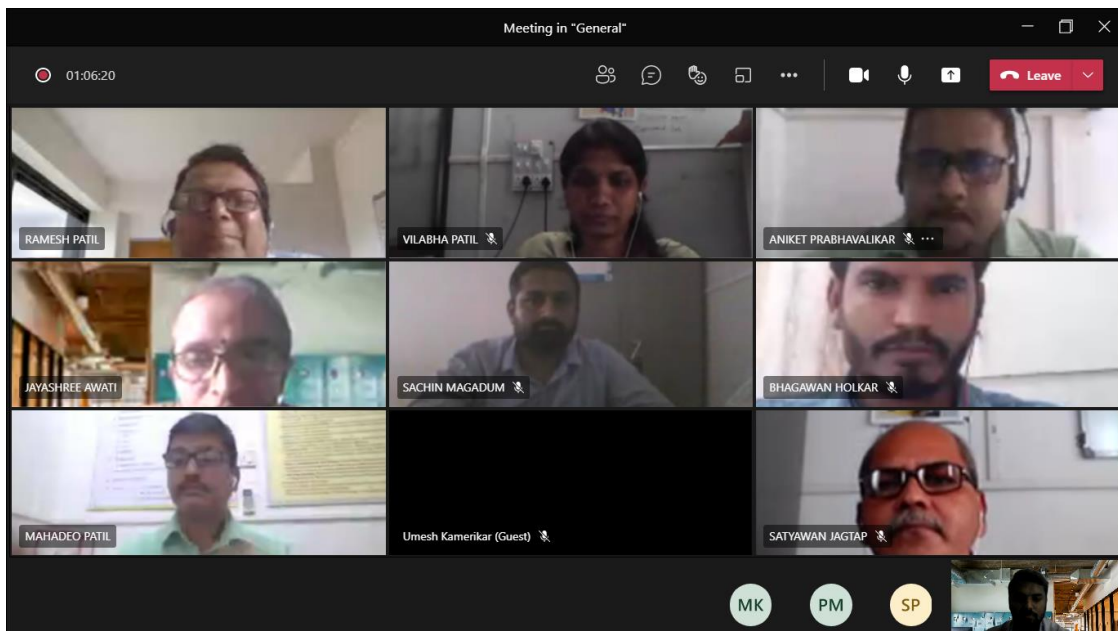 Meeting in "General"
01:06:20
Leave
RAMESH PATIL
VILABHA PATIL
ANIKET PRABHAVALIKAR
JAYASHREE AWATI
SACHIN MAGADUM
BHAGAWAN HOLKAR
MAHADEO PATIL
Umesh Kamerikar (Guest)
SATYAWAN JAGTAP
MK
PM
SP